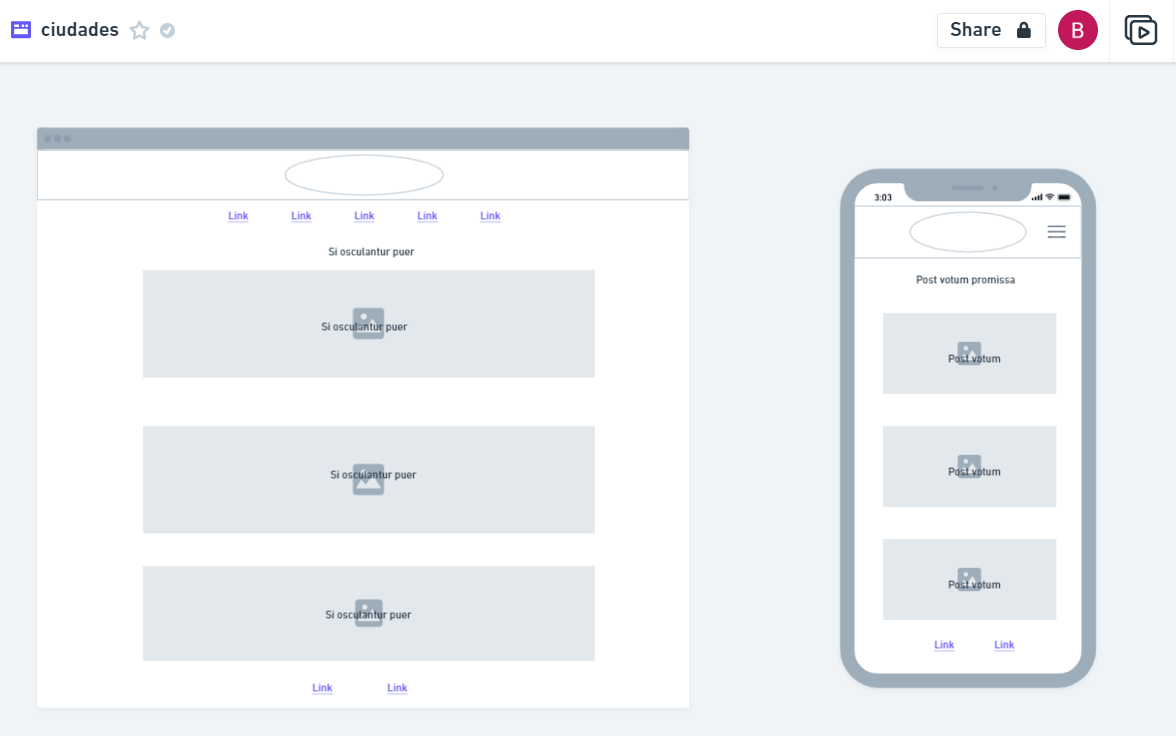 ciudades
Share
B
Link Link Link Link Link
Si osculantur puer
Si osculantur puer
Si osculantur puer
Si osculantur puer
Link Link
3:03
Post votum promissa
Post votum
Post votum
Post votum
Link Link